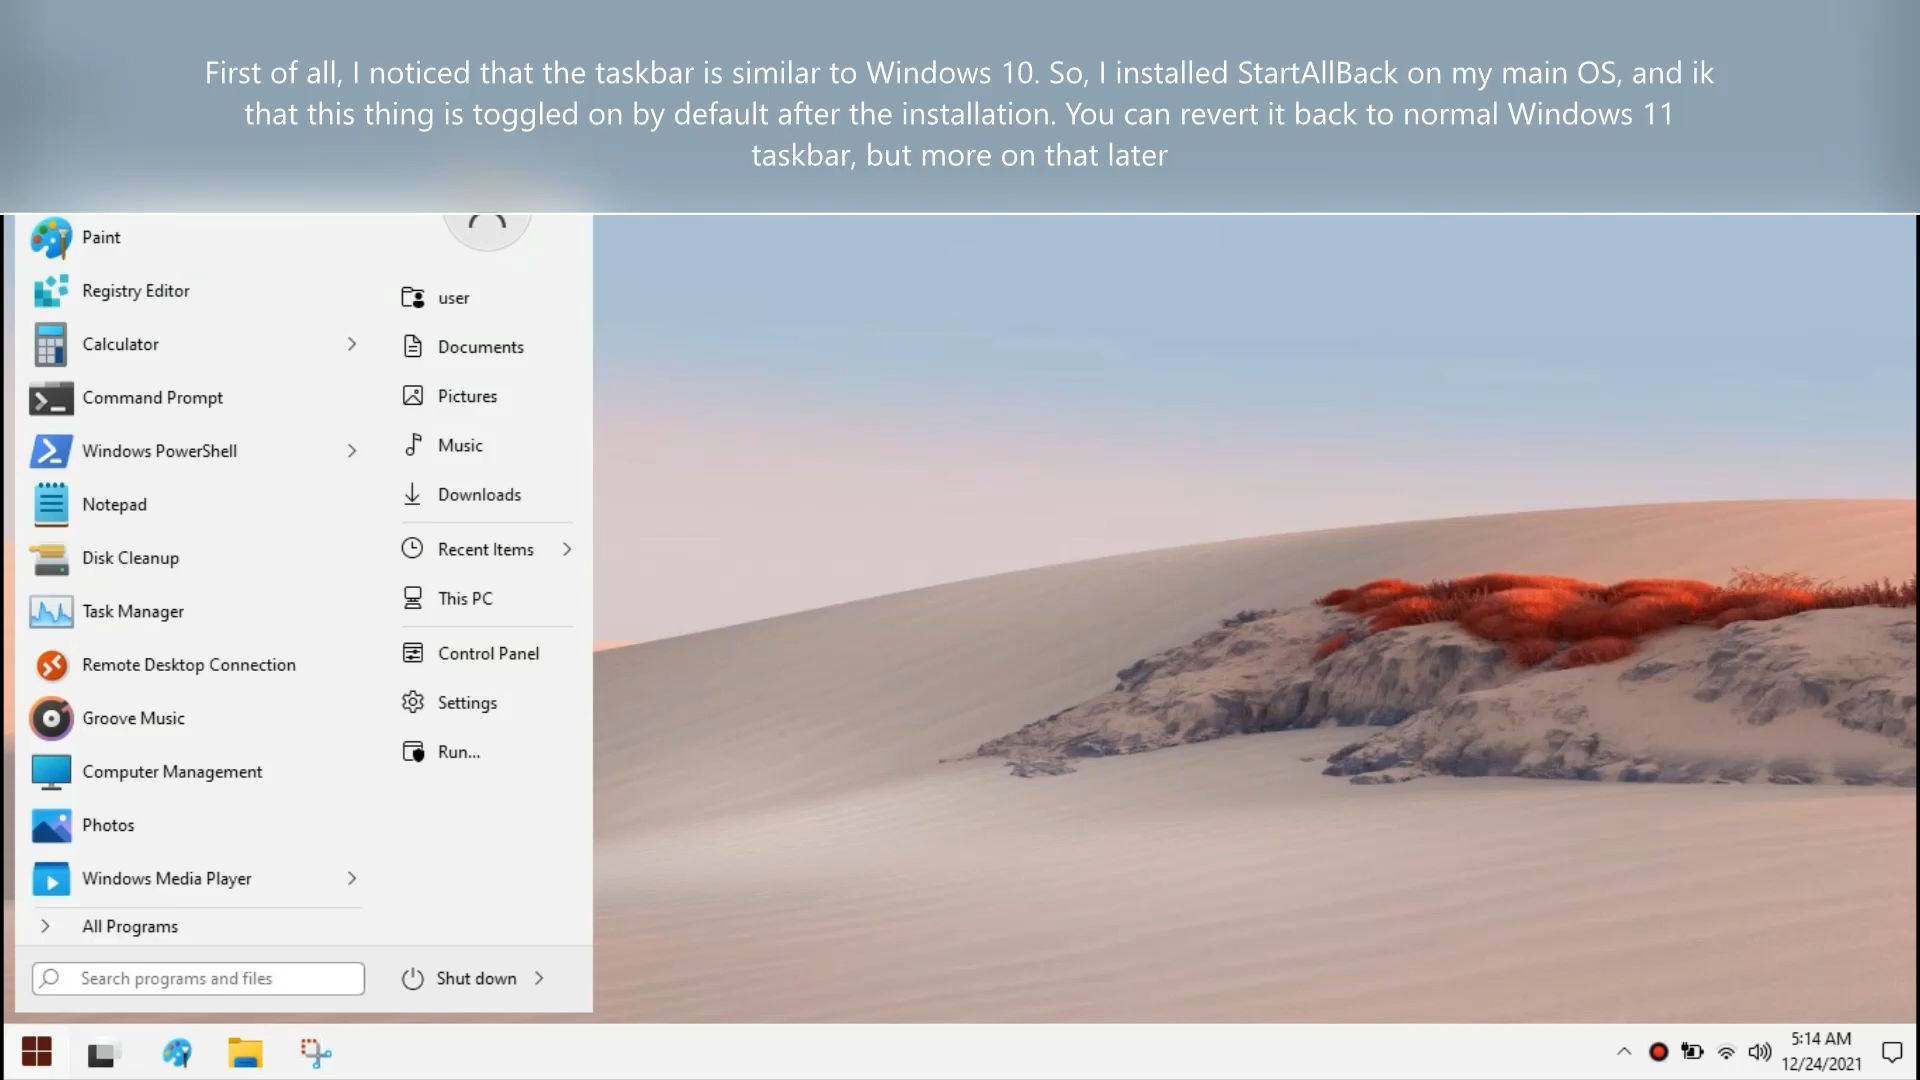 First of all, I noticed that the taskbar is similar to Windows 10. So, I installed StartAllBack on my main OS, and ik
that this thing is toggled on by default after the installation. You can revert it back to normal Windows 11
taskbar, but more on that later
Paint
Registry Editor
Calculator
Command Prompt
Windows PowerShell
Notepad
Disk Cleanup
Task Manager
Remote Desktop Connection
Groove Music
Computer Management
Photos
Windows Media Player
All Programs
Search programs and files
user
Documents
Pictures
Music
Downloads
Recent Items
This PC
Control Panel
Settings
Run...
Shut down
5:14 AM
12/24/2021